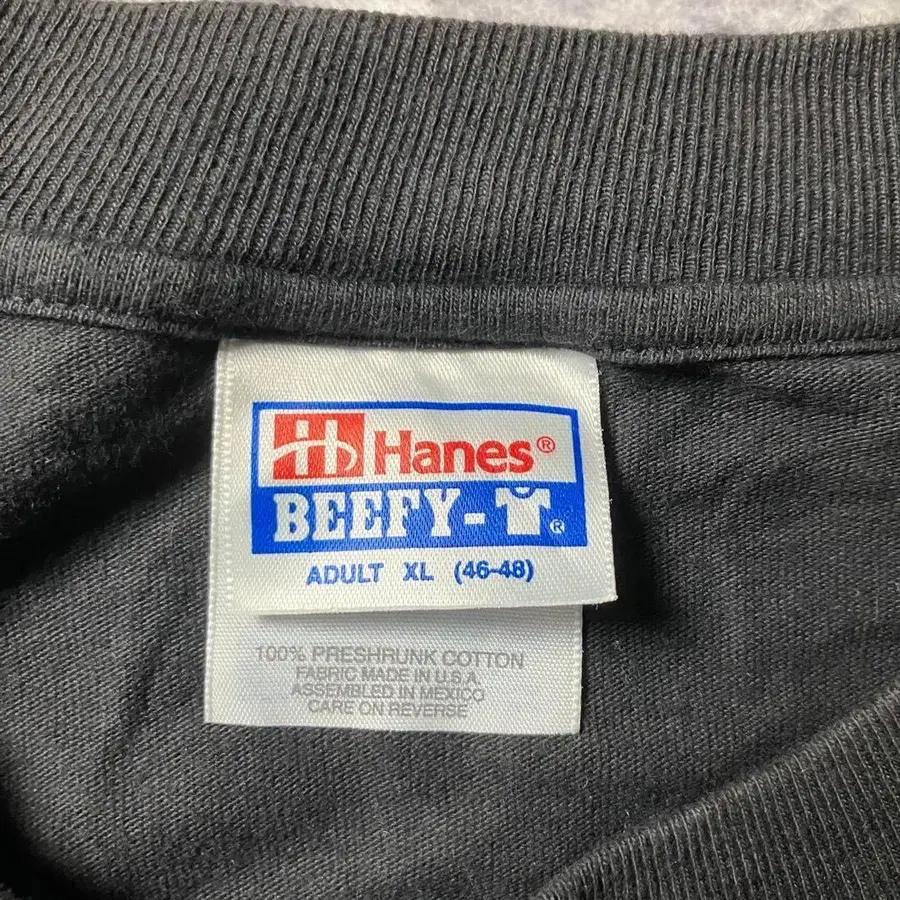 Hanes®
BEEFY-T®
ADULT XL (46-48)
100% PRESHRUNK COTTON
FABRIC MADE IN U.S.A.
ASSEMBLED IN MEXICO
CARE ON REVERSE